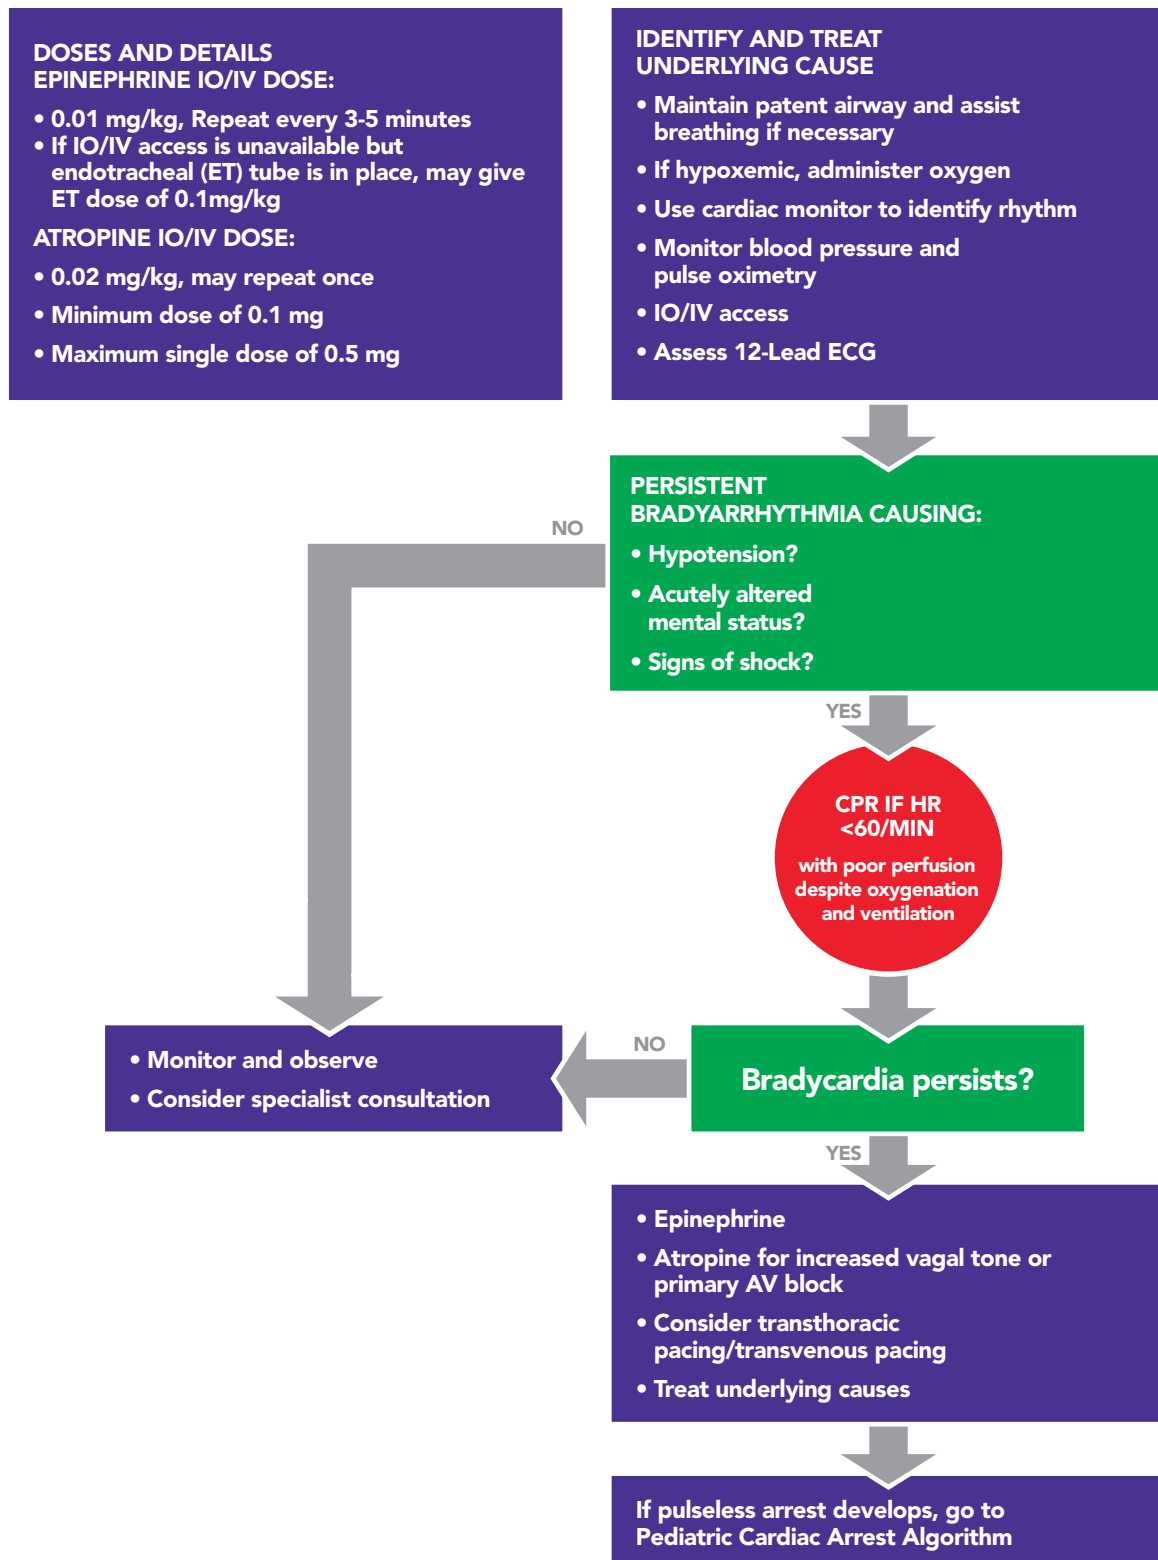 DOSES AND DETAILS
EPINEPHRINE IO/IV DOSE:
• 0.01 mg/kg, Repeat every 3-5 minutes
• If IO/IV access is unavailable but
endotracheal (ET) tube is in place, may give
ET dose of 0.1mg/kg
ATROPINE IO/IV DOSE:
• 0.02 mg/kg, may repeat once
• Minimum dose of 0.1 mg
• Maximum single dose of 0.5 mg
IDENTIFY AND TREAT
UNDERLYING CAUSE
• Maintain patent airway and assist
breathing if necessary
• If hypoxemic, administer oxygen
• Use cardiac monitor to identify rhythm
• Monitor blood pressure and
pulse oximetry
• IO/IV access
• Assess 12-Lead ECG
PERSISTENT
BRADYARRHYTHMIA CAUSING:
• Hypotension?
• Acutely altered
mental status?
• Signs of shock?
NO
YES
CPR IF HR
<60/MIN
with poor perfusion
despite oxygenation
and ventilation
Bradycardia persists?
NO
• Monitor and observe
• Consider specialist consultation
YES
• Epinephrine
• Atropine for increased vagal tone or
primary AV block
• Consider transthoracic
pacing/transvenous pacing
• Treat underlying causes
If pulseless arrest develops, go to
Pediatric Cardiac Arrest Algorithm